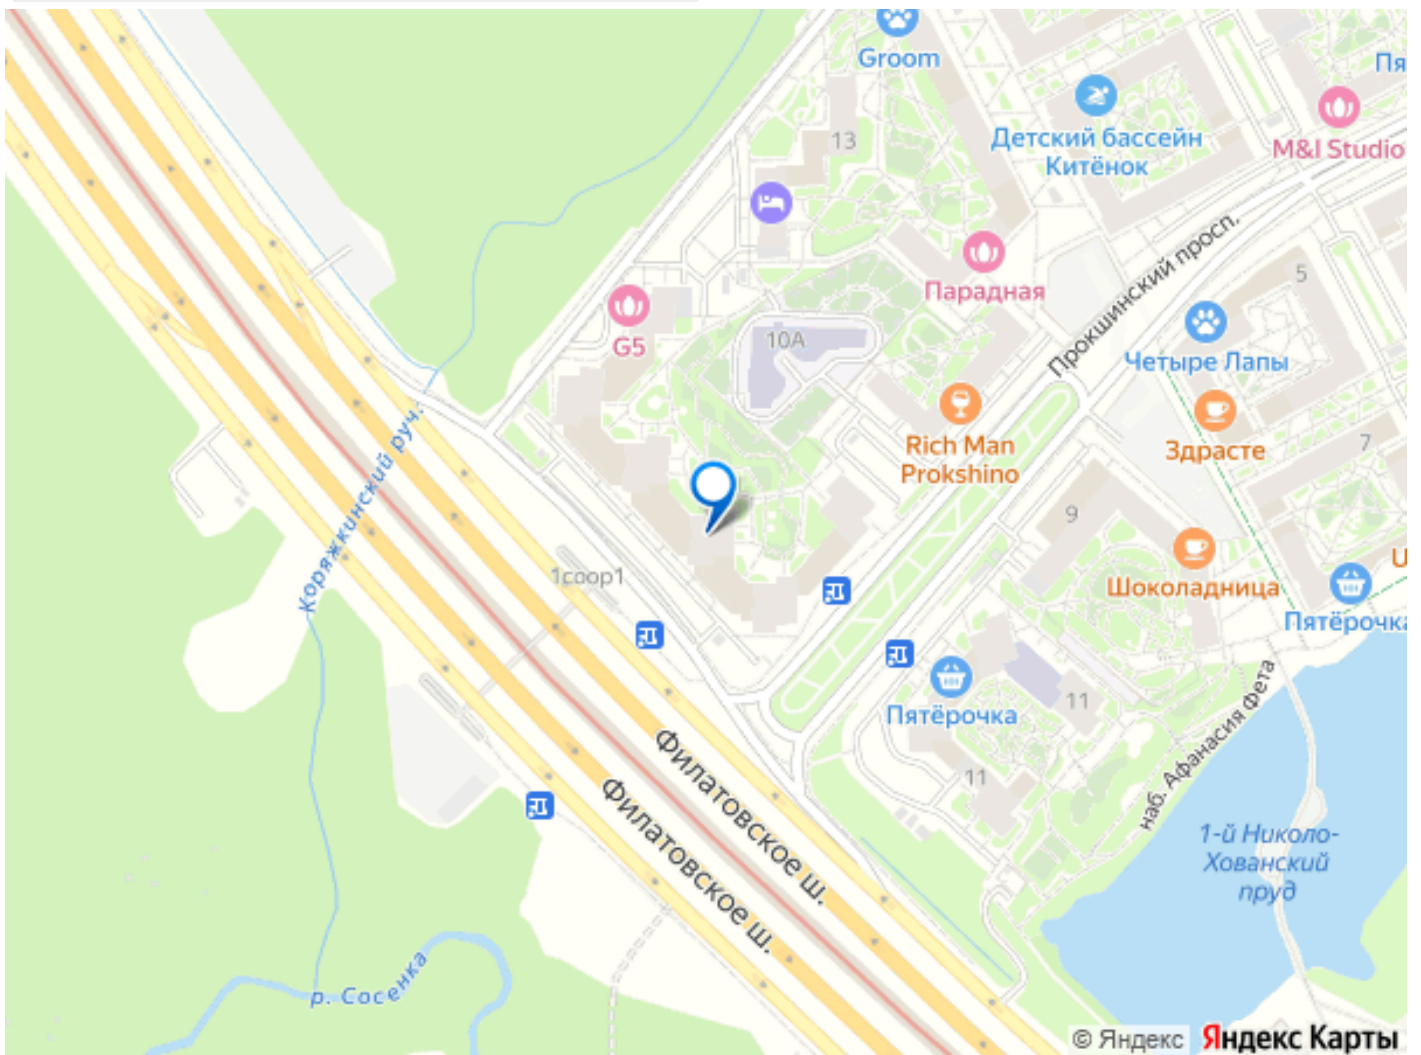 Groom
Пя
Детский бассейн
Китёнок
M&I Studio
13
Прокшинский просп.
Парадная
5
G5
10А
Четыре Лапы
Rich Man
Prokshino
Здрасте
7
Коряжкинский руч.
9
1соор1
Шоколадница
U
Пятёрочка
Пятёрочка
11
11
наб. Афанасия Фета
Филатовское ш.
Филатовское ш.
1-й Николо-
Хованский
пруд
р. Сосенка
© Яндекс Яндекс Карты